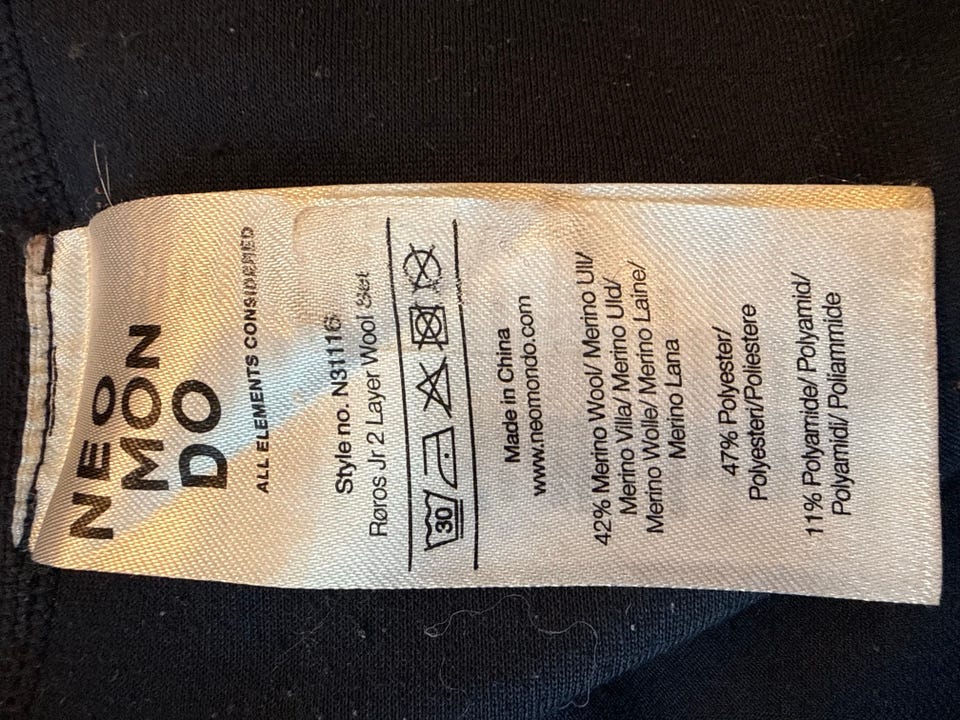 NEO
MON
DO
ALL ELEMENTS CONSIDERED
Style no. N31116
Røros Jr 2 Layer Wool Set
30
Made in China
www.neomondo.com
42% Merino Wool/ Merino Ull/
Merino Villa/ Merino Uld/
Merino Wolle/ Merino Laine/
Merino Lana
47% Polyester/
Polyesteri/Poliestere
11% Polyamide/ Polyamid/
Polyamidi/ Poliammide